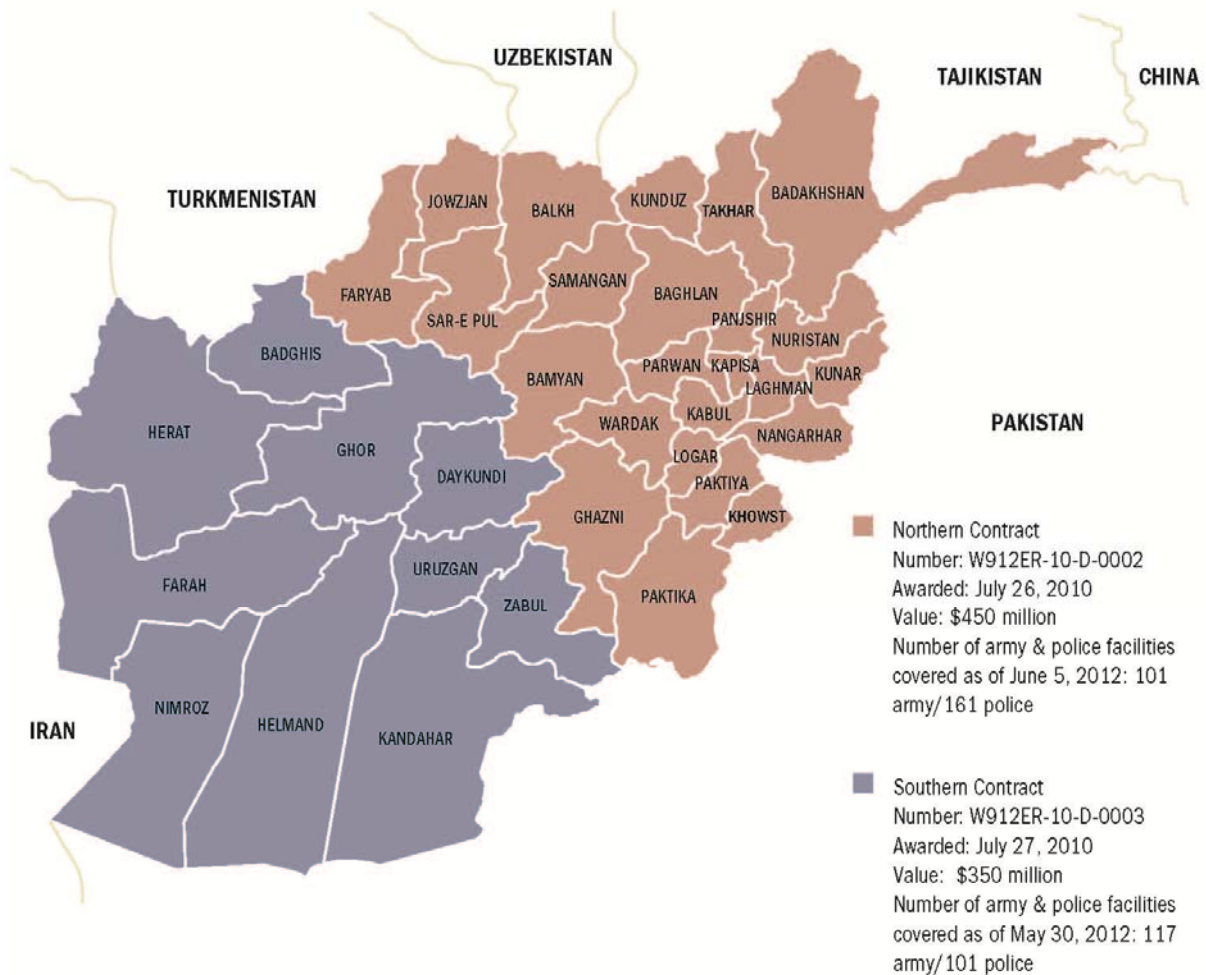 UZBEKISTAN
TAJIKISTAN
CHINA
TURKMENISTAN
JOWZJAN
BALKH
KUNDUZ
TAKHAR
BADAKHSHAN
FARYAB
SAR-E PUL
SAMANGAN
BAGHLAN
PANJSHIR
NURISTAN
BADGHIS
BAMYAN
PARWAN
KAPISA
LAGHMAN
KUNAR
HERAT
GHOR
WARDAK
KABUL
NANGARHAR
PAKISTAN
DAYKUNDI
LOGAR
PAKTIYA
GHAZNI
KHOWST
FARAH
URUZGAN
ZABUL
PAKTIKA
NIMROZ
HELMAND
KANDAHAR
IRAN
Northern Contract
Number: W912ER-10-D-0002
Awarded: July 26, 2010
Value: $450 million
Number of army & police facilities
covered as of June 5, 2012: 101
army/161 police
Southern Contract
Number: W912ER-10-D-0003
Awarded: July 27, 2010
Value: $350 million
Number of army & police facilities
covered as of May 30, 2012: 117
army/101 police